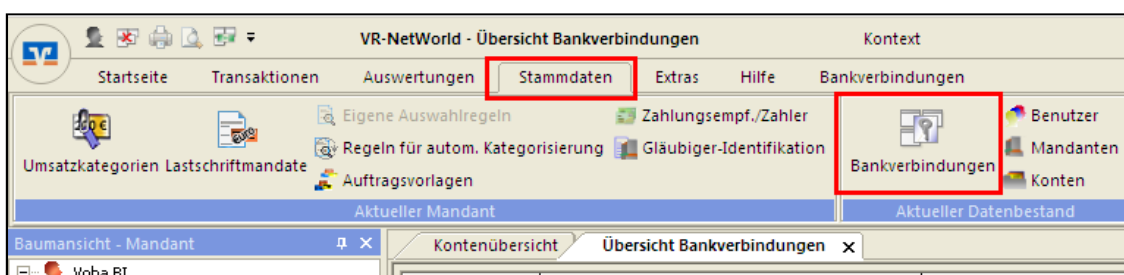 VR-NetWorld - Übersicht Bankverbindungen Kontext
Startseite Transaktionen Auswertungen Stammdaten Extras Hilfe Bankverbindungen
Eigene Auswahlregeln Zahlungsempf./Zahler Benutzer
Umsatzkategorien Lastschriftmandate Regeln für autom. Kategorisierung Gläubiger-Identifikation Bankverbindungen Mandanten
Auftragsvorlagen Konten
Aktueller Mandant Aktueller Datenbestand
Baumansicht - Mandant Kontenübersicht Übersicht Bankverbindungen
Voba BI